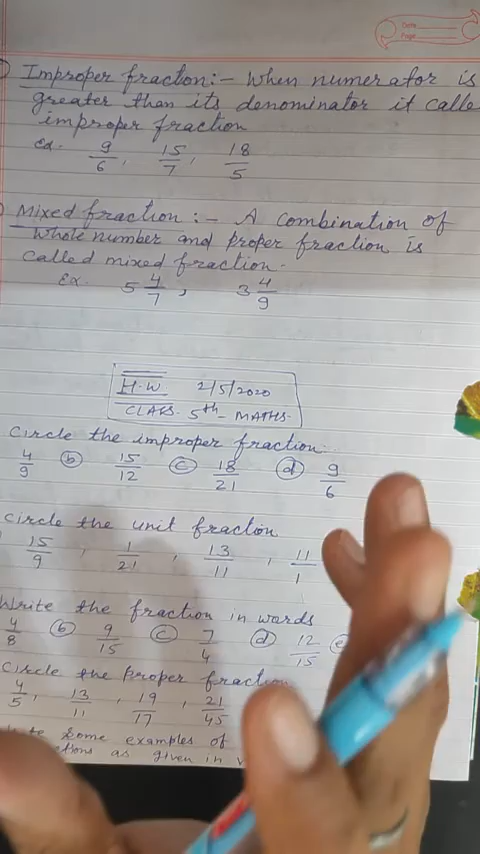 Date
Page
Improper fraction:- When numerator is
greater than its denominator it calle
improper fraction
Ex. 9/6, 15/7, 18/5
Mixed fraction :- A combination of
whole number and proper fraction is
called mixed fraction.
Ex. 5 4/7, 3 4/9
H.W 2/5/2020
CLASS- 5th- MATHS-
Circle the improper fraction:-
4/9 (b) 15/12 (c) 18/21 (d) 9/6
Circle the unit fraction
15/9, 1/21, 13/11, 11/1
Write the fraction in words
4/8 (b) 9/15 (c) 7/4 (d) 12/15 (e)
Circle the proper fraction
4/5, 13/11, 19/17, 21/45
some examples of
as given in